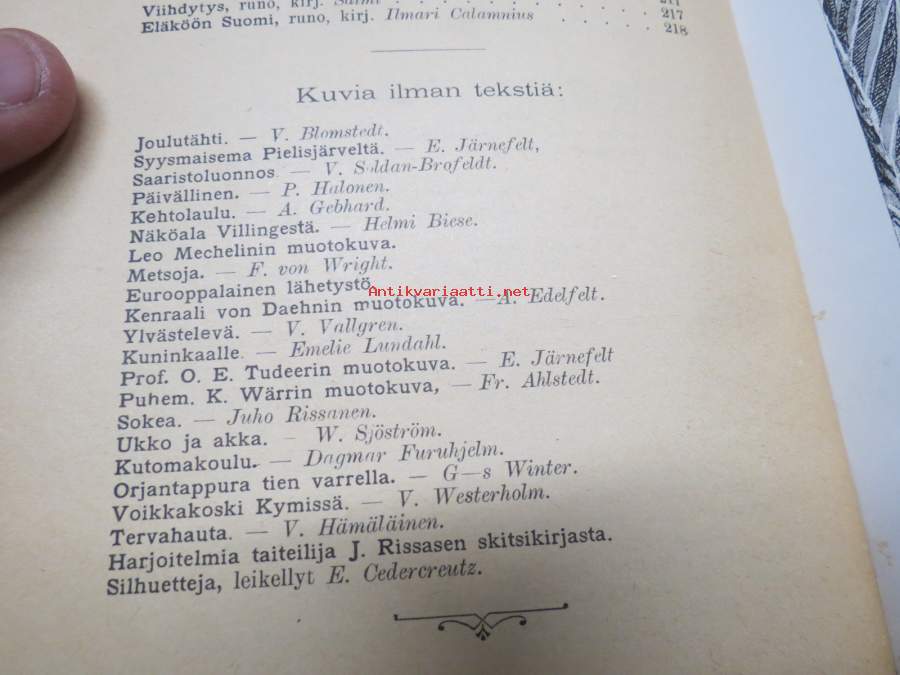 Viihdytys, runo, kirj. Salmi . . . . . . . 211
Eläköön Suomi, runo, kirj. Ilmari Calamnius . . . . . 217
218
Kuvia ilman tekstiä:
Joulutähti. — V. Blomstedt.
Syysmaisema Pielisjärveltä. — E. Järnefelt,
Saaristoluonnos — V. Soldan-Brofeldt.
Päivällinen. — P. Halonen.
Kehtolaulu. — A. Gebhard.
Näköala Villingestä. — Helmi Biese.
Leo Mechelinin muotokuva.
Metsoja. — F. von Wright.
Eurooppalainen lähetystö
Antikvariaatti.net
Kenraali von Daehnin muotokuva. — A. Edelfelt.
Ylvästelevä. — V. Vallgren.
Kuninkaalle. — Emelie Lundahl.
Prof. O. E. Tudeerin muotokuva. — E. Järnefelt
Puhem. K. Wärrin muotokuva, — Fr. Ahlstedt.
Sokea. — Juho Rissanen.
Ukko ja akka. — W. Sjöström.
Kutomakoulu. — Dagmar Furuhjelm.
Orjantappura tien varrella. — G—s Winter.
Voikkakoski Kymissä. — V. Westerholm.
Tervahauta. — V. Hämäläinen.
Harjoitelmia taiteilija J. Rissasen skitsikirjasta.
Silhuetteja, leikellyt E. Cedercreutz.